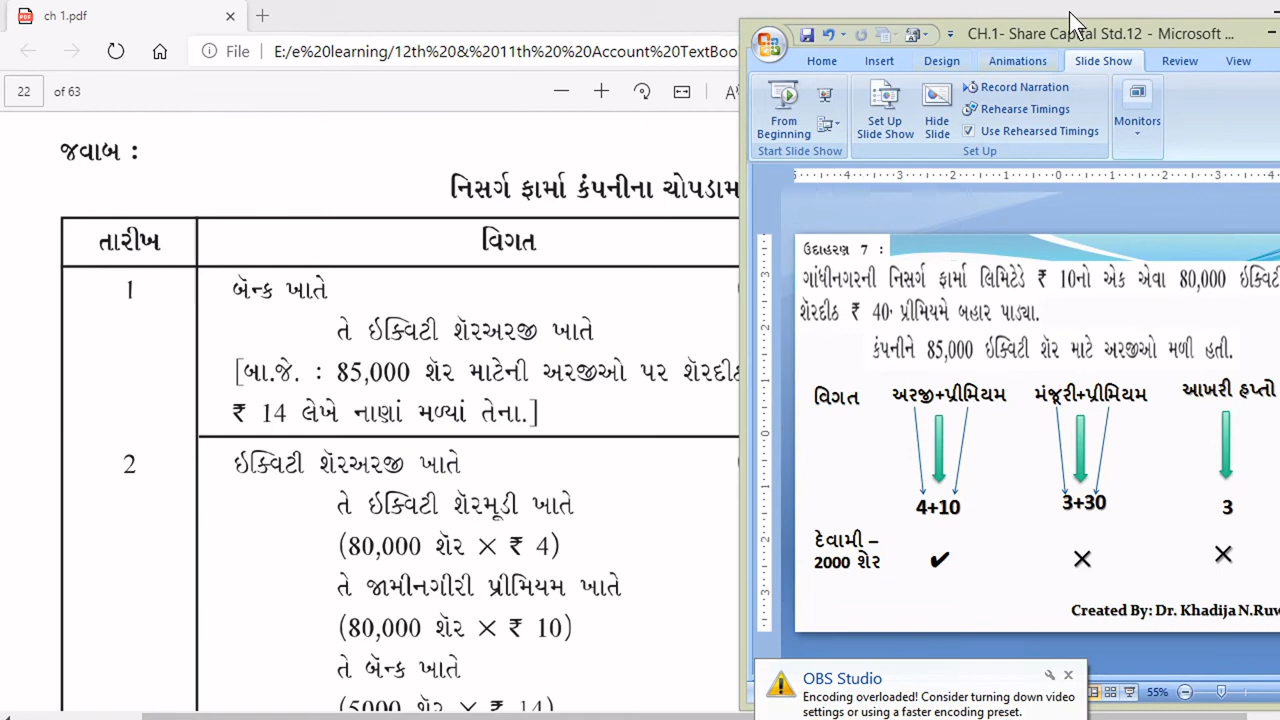 ch 1.pdf
File
E:/e%20learning/12th%20&%2011th%20%20Account%20TextBoo
22 of 63
જવાબ :
નિસર્ગ ફાર્મા કંપનીના ચોપડામ
તારીખ વિગત
1 બૅન્ક ખાતે
તે ઇક્વિટી શૅરઅરજી ખાતે
[બા.જે. : 85,000 શૅર માટેની અરજીઓ પર શૅરદીઠ
₹ 14 લેખે નાણાં મળ્યાં તેના.]
2 ઇક્વિટી શૅરઅરજી ખાતે
તે ઇક્વિટી શૅરમૂડી ખાતે
(80,000 શૅર × ₹ 4)
તે જામીનગીરી પ્રીમિયમ ખાતે
(80,000 શૅર × ₹ 10)
તે બૅન્ક ખાતે
(5000 શૅર × ₹ 14)
CH.1- Share Capital Std.12 - Microsoft ...
Home Insert Design Animations Slide Show Review View
From Beginning
Set Up Slide Show
Hide Slide
Record Narration
Rehearse Timings
Use Rehearsed Timings
Monitors
Start Slide Show
Set Up
ઉદાહરણ 7 :
ગાંધીનગરની નિસર્ગ ફાર્મા લિમિટેડે ₹ 10નો એક એવા 80,000 ઇક્વિટી
શૅરદીઠ ₹ 40 પ્રીમિયમે બહાર પાડ્યા.
કંપનીને 85,000 ઇક્વિટી શૅર માટે અરજીઓ મળી હતી.
વિગત અરજી+પ્રીમિયમ મંજૂરી+પ્રીમિયમ આખરી હપ્તો
4+10 3+30 3
દેવામી –
2000 શેર
Created By: Dr. Khadija N.Ruw
55%
OBS Studio
Encoding overloaded! Consider turning down video
settings or using a faster encoding preset.